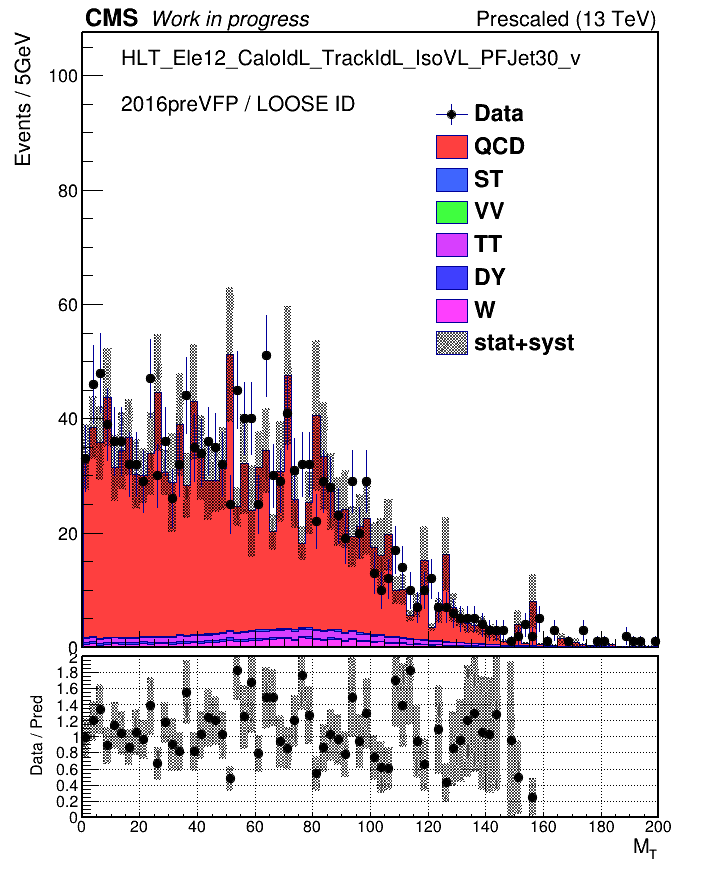 CMS Work in progress Prescaled (13 TeV)
Events / 5GeV
HLT_Ele12_CaloIdL_TrackIdL_IsoVL_PFJet30_v
2016preVFP / LOOSE ID
Data
QCD
ST
VV
TT
DY
W
stat+syst
100
80
60
40
20
0
Data / Pred
2
1.8
1.6
1.4
1.2
1
0.8
0.6
0.4
0.2
0
0 20 40 60 80 100 120 140 160 180 200
M_T